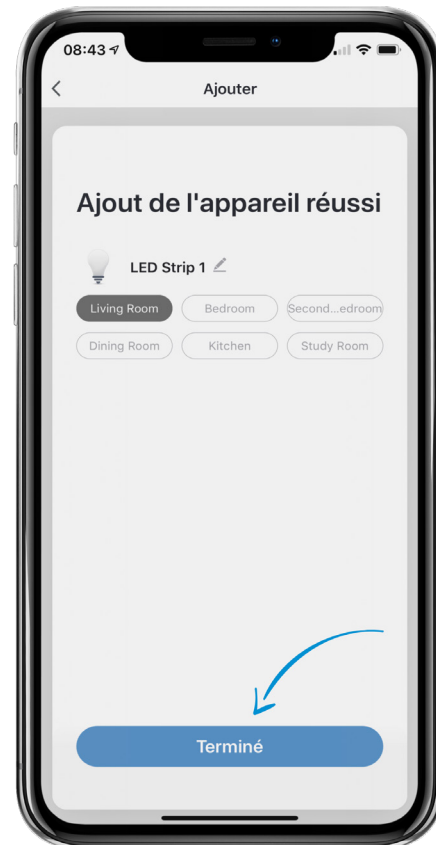 08:43
Ajouter
Ajout de l'appareil réussi
LED Strip 1
Living Room Bedroom Second...edroom
Dining Room Kitchen Study Room
Terminé